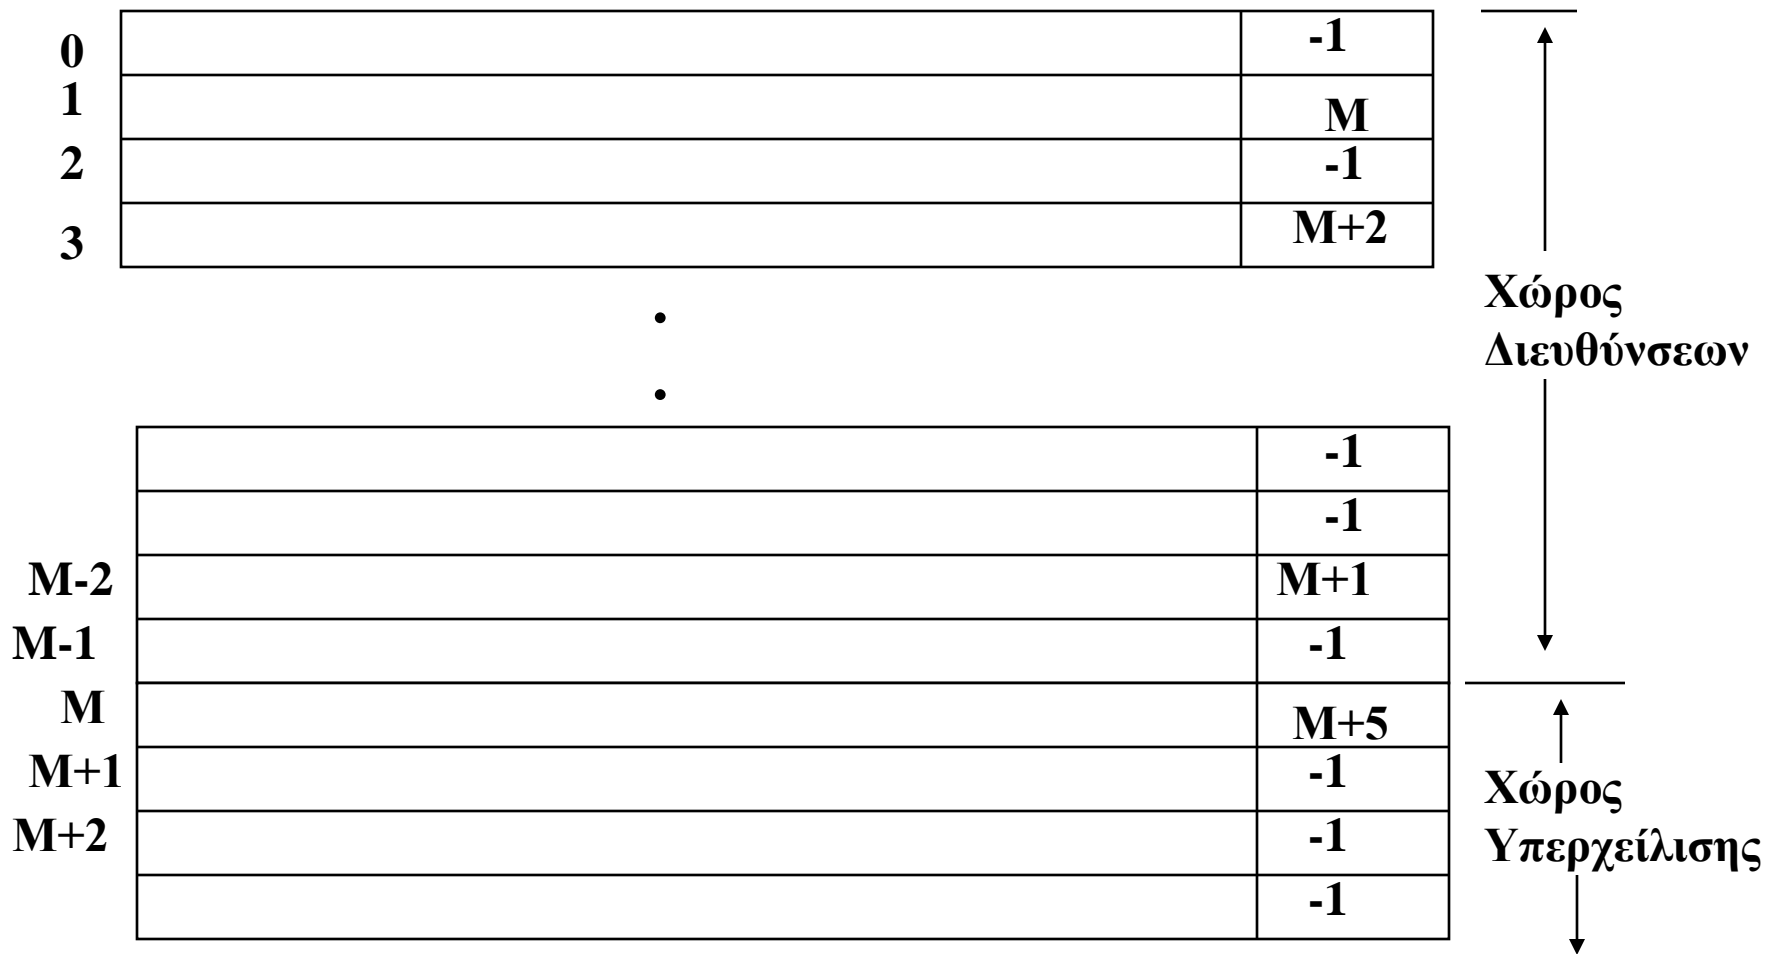 0 -1
1 M
2 -1
3 M+2
Χώρος
Διευθύνσεων
.
.
-1
-1
M-2 M+1
M-1 -1
M M+5
M+1 -1
M+2 -1
-1
Χώρος
Υπερχείλισης